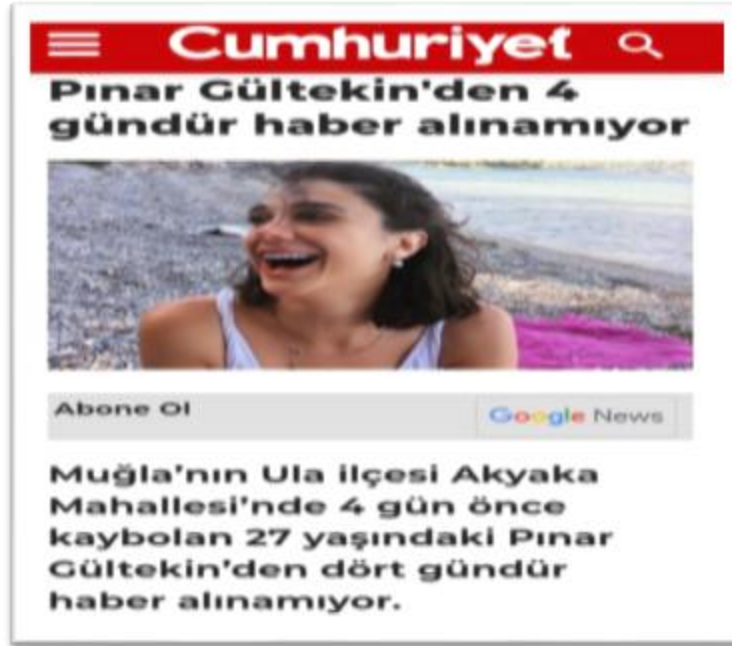 Cumhuriyet
Pınar Gültekin'den 4
gündür haber alınamıyor
Abone Ol
Google News
Muğla'nın Ula ilçesi Akyaka
Mahallesi'nde 4 gün önce
kaybolan 27 yaşındaki Pınar
Gültekin'den dört gündür
haber alınamıyor.